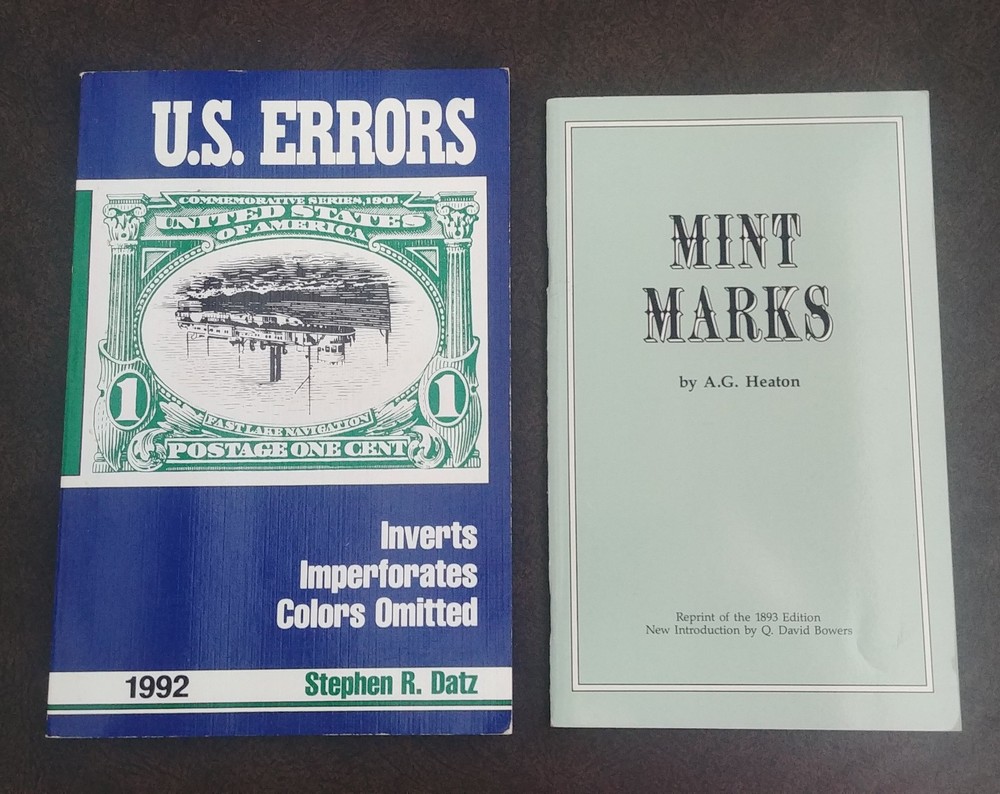 U.S. ERRORS
COMMEMORATIVE SERIES, 1901
UNITED STATES
OF AMERICA
1 1
FAST LAKE NAVIGATION
POSTAGE ONE CENT
Inverts
Imperforates
Colors Omitted
1992 Stephen R. Datz
MINT
MARKS
by A.G. Heaton
Reprint of the 1893 Edition
New Introduction by Q. David Bowers